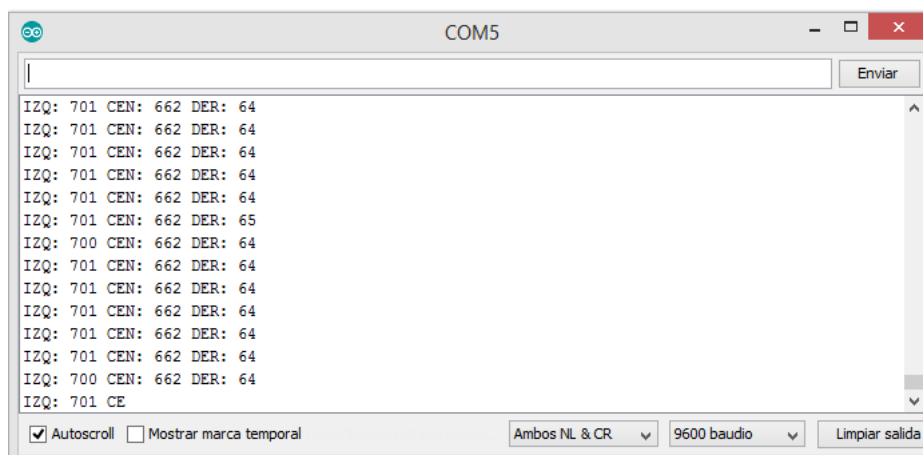 COM5
Enviar
IZQ: 701 CEN: 662 DER: 64
IZQ: 701 CEN: 662 DER: 64
IZQ: 701 CEN: 662 DER: 64
IZQ: 701 CEN: 662 DER: 64
IZQ: 701 CEN: 662 DER: 64
IZQ: 701 CEN: 662 DER: 65
IZQ: 700 CEN: 662 DER: 64
IZQ: 701 CEN: 662 DER: 64
IZQ: 701 CEN: 662 DER: 64
IZQ: 701 CEN: 662 DER: 64
IZQ: 701 CEN: 662 DER: 64
IZQ: 701 CEN: 662 DER: 64
IZQ: 700 CEN: 662 DER: 64
IZQ: 701 CE
Autoscroll Mostrar marca temporal Ambos NL & CR 9600 baudio Limpiar salida